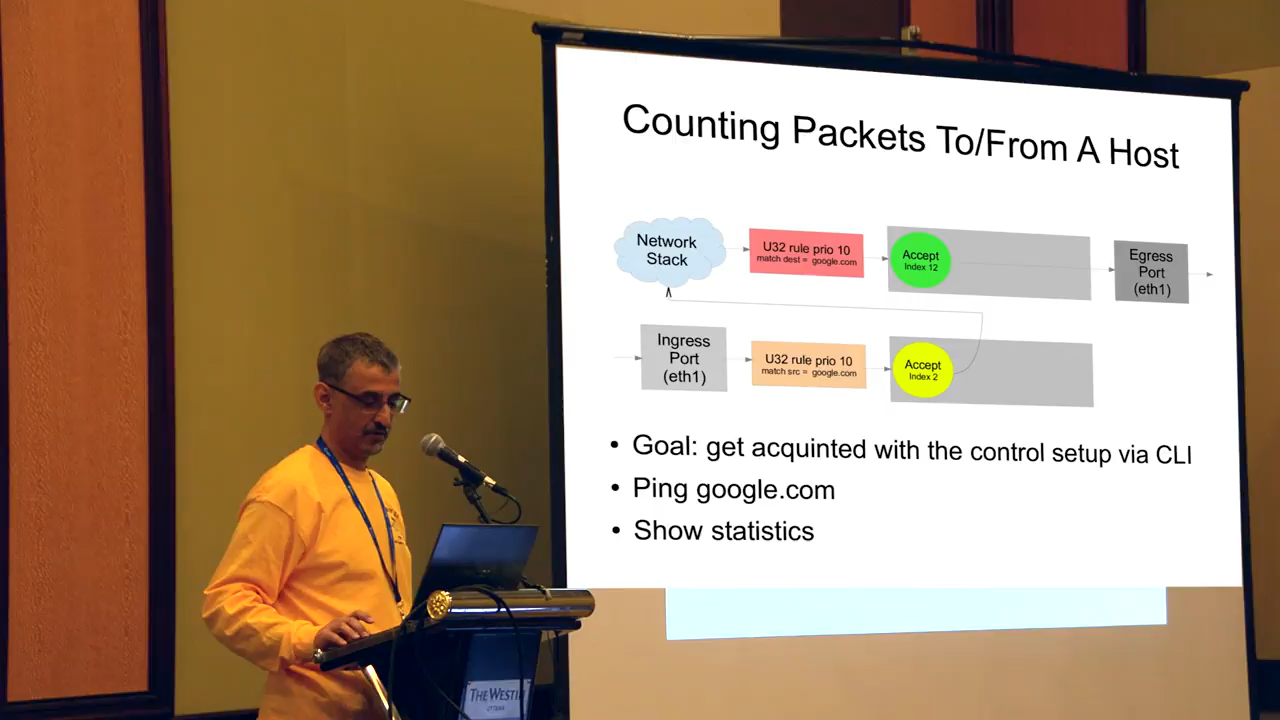 Counting Packets To/From A Host
Network
Stack
U32 rule prio 10
match dest = google.com
Accept
Index 12
Egress
Port
(eth1)
Ingress
Port
(eth1)
U32 rule prio 10
match src = google.com
Accept
Index 2
• Goal: get acquinted with the control setup via CLI
• Ping google.com
• Show statistics
THE WESTIN
OTTAWA